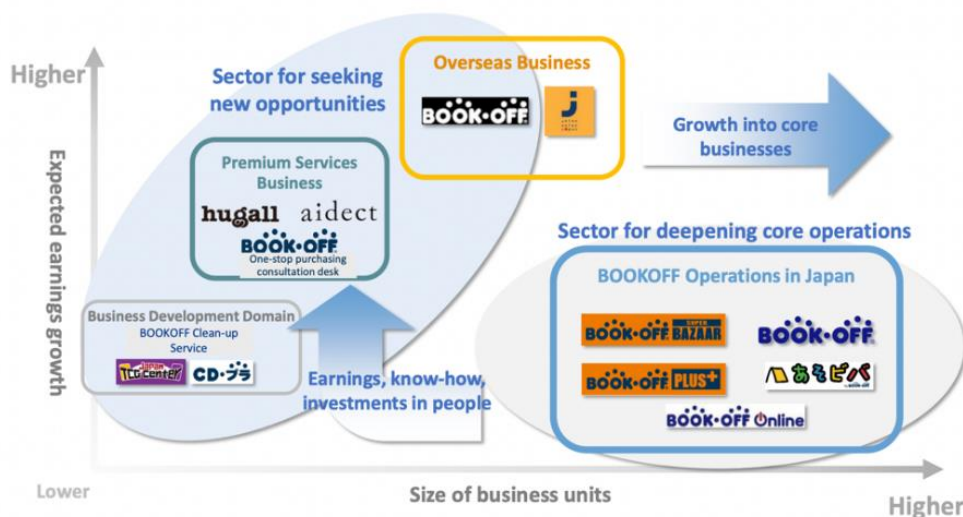 Higher
Expected earnings growth
Lower
Size of business units
Higher
Sector for seeking
new opportunities
Overseas Business
BOOK·OFF
J
Growth into core
businesses
Premium Services
Business
hugall aidect
BOOK·OFF
One-stop purchasing
consultation desk
Sector for deepening core operations
BOOKOFF Operations in Japan
BOOK·OFF SUPER BAZAAR
BOOK·OFF
BOOK·OFF PLUS+
あそビバ
BOOK·OFF Online
Business Development Domain
BOOKOFF Clean-up
Service
Japan TCG Center
CD·プラ
Earnings, know-how,
investments in people